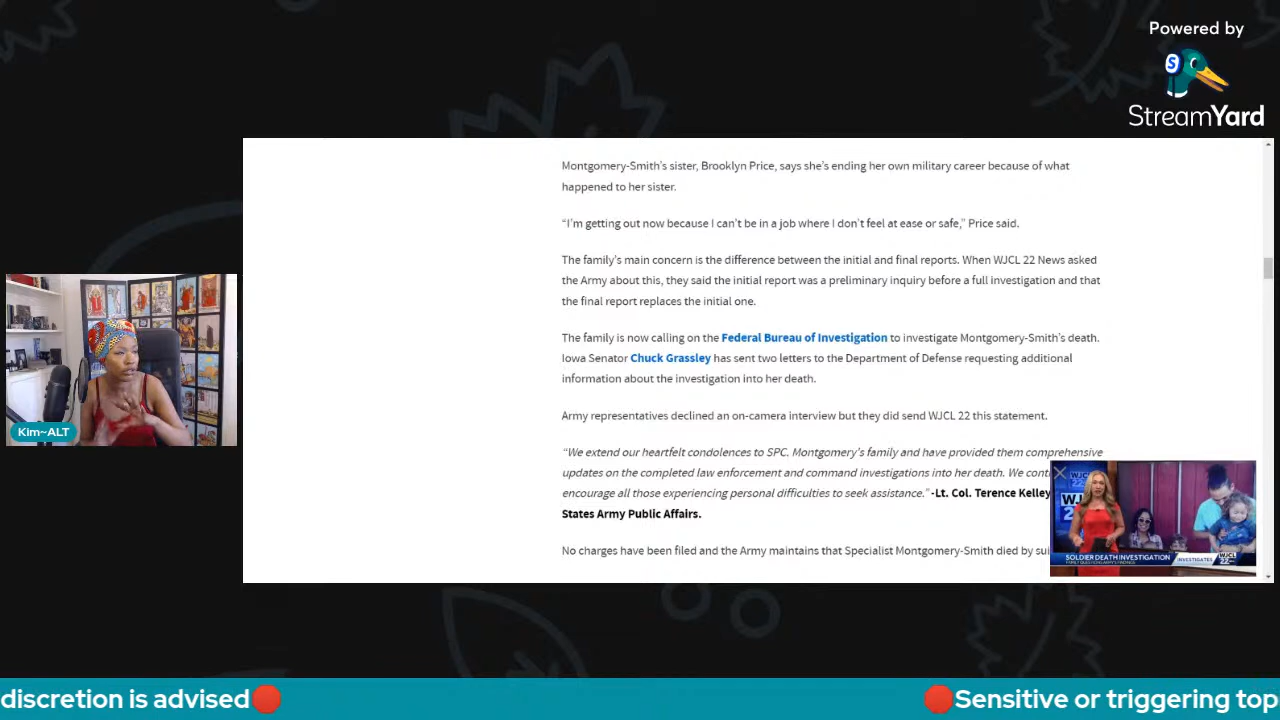 Powered by
S
StreamYard
Montgomery-Smith's sister, Brooklyn Price, says she's ending her own military career because of what
happened to her sister.
“I'm getting out now because I can't be in a job where I don't feel at ease or safe,” Price said.
The family's main concern is the difference between the initial and final reports. When WJCL 22 News asked
the Army about this, they said the initial report was a preliminary inquiry before a full investigation and that
the final report replaces the initial one.
The family is now calling on the Federal Bureau of Investigation to investigate Montgomery-Smith's death.
Iowa Senator Chuck Grassley has sent two letters to the Department of Defense requesting additional
information about the investigation into her death.
Army representatives declined an on-camera interview but they did send WJCL 22 this statement.
“We extend our heartfelt condolences to SPC. Montgomery's family and have provided them comprehensive
updates on the completed law enforcement and command investigations into her death. We cont
encourage all those experiencing personal difficulties to seek assistance.” -Lt. Col. Terence Kelley
States Army Public Affairs.
No charges have been filed and the Army maintains that Specialist Montgomery-Smith died by sui
SOLDIER DEATH INVESTIGATION
INVESTIGATES
WJCL
22
Kim~ALT
discretion is advised
Sensitive or triggering top